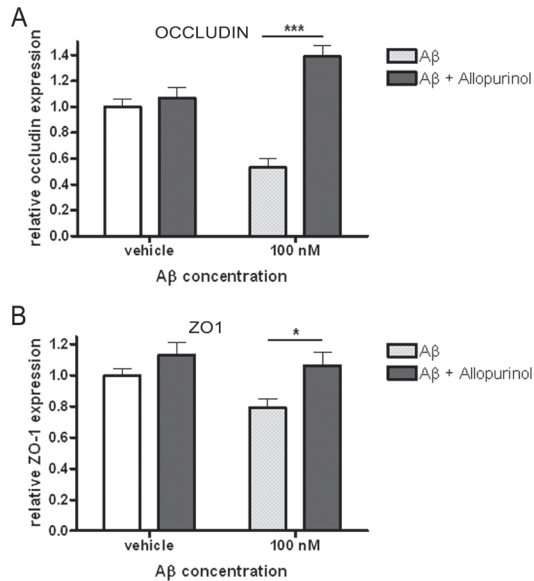 A
OCCLUDIN
***
relative occludin expression
1.4
1.2
1.0
0.8
0.6
0.4
0.2
0.0
vehicle
100 nM
Aβ concentration
Aβ
Aβ + Allopurinol
B
ZO1
*
relative ZO-1 expression
1.2
1.0
0.8
0.6
0.4
0.2
0.0
vehicle
100 nM
Aβ concentration
Aβ
Aβ + Allopurinol